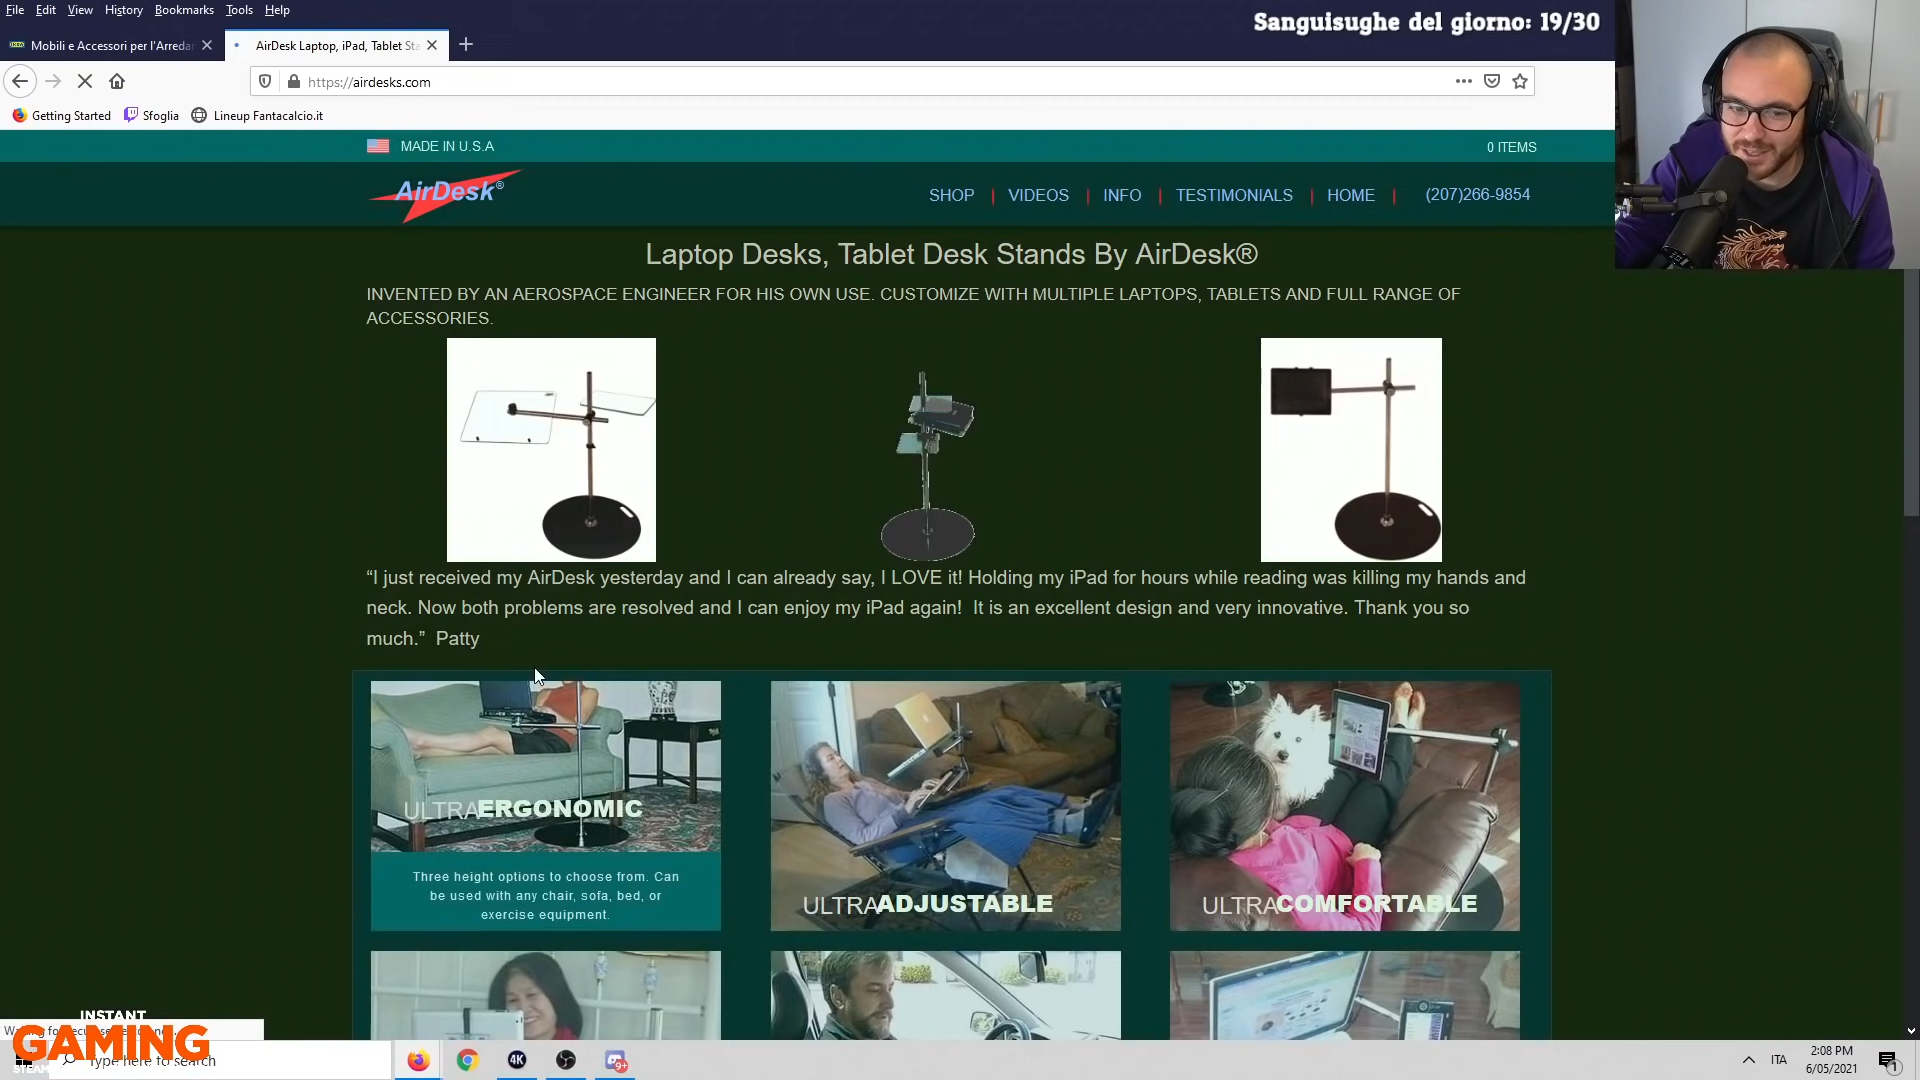 File Edit View History Bookmarks Tools Help
Sanguisughe del giorno: 19/30
Mobili e Accessori per l'Arreda
AirDesk Laptop, iPad, Tablet Sta
https://airdesks.com
Getting Started Sfoglia Lineup Fantacalcio.it
MADE IN U.S.A
0 ITEMS
AirDesk®
SHOP | VIDEOS | INFO | TESTIMONIALS | HOME | (207)266-9854
Laptop Desks, Tablet Desk Stands By AirDesk®
INVENTED BY AN AEROSPACE ENGINEER FOR HIS OWN USE. CUSTOMIZE WITH MULTIPLE LAPTOPS, TABLETS AND FULL RANGE OF
ACCESSORIES.
“I just received my AirDesk yesterday and I can already say, I LOVE it! Holding my iPad for hours while reading was killing my hands and
neck. Now both problems are resolved and I can enjoy my iPad again! It is an excellent design and very innovative. Thank you so
much.” Patty
ULTRAERGONOMIC
Three height options to choose from. Can
be used with any chair, sofa, bed, or
exercise equipment.
ULTRAADJUSTABLE
ULTRACOMFORTABLE
INSTANT
GAMING
STEAM
Type here to search
4K
9+
ITA
2:08 PM
6/05/2021
1